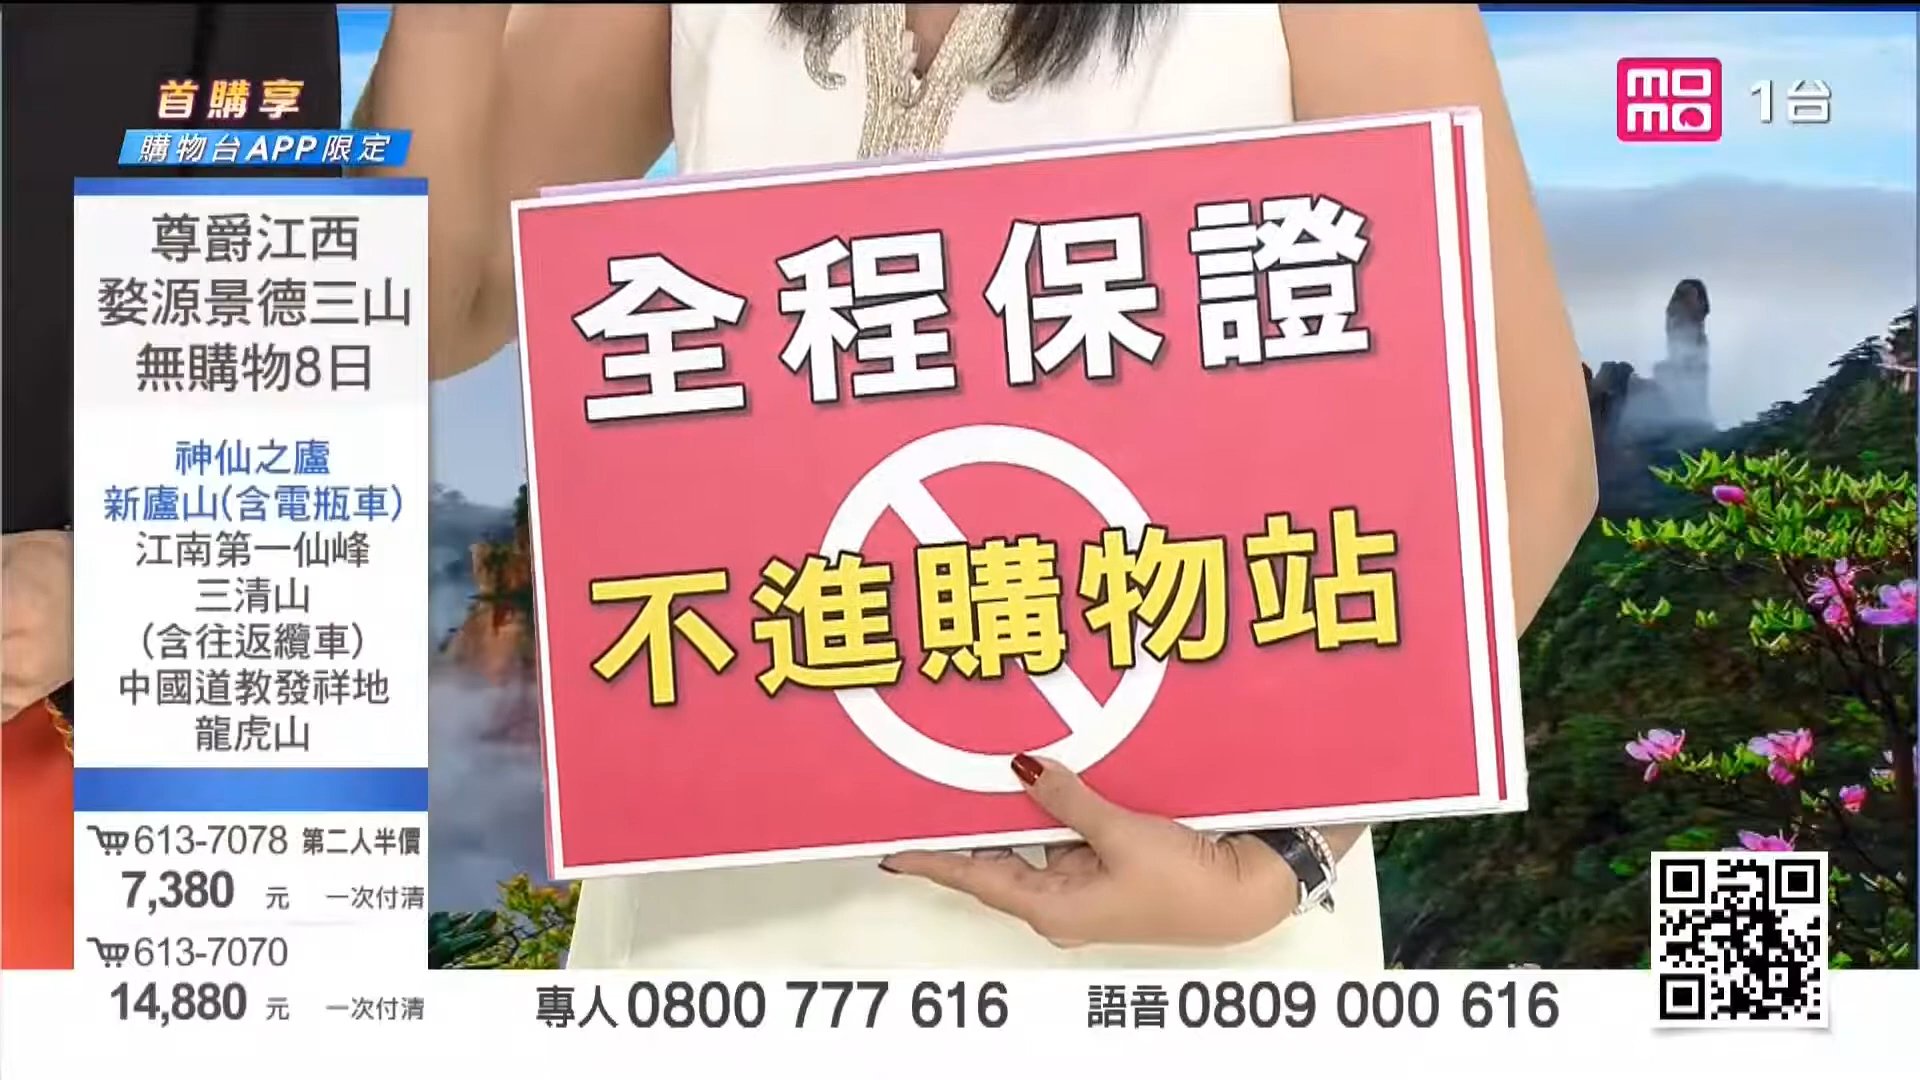 首購享
購物台APP限定
尊爵江西
婺源景德三山
無購物8日
神仙之廬
新廬山(含電瓶車)
江南第一仙峰
三清山
(含往返纜車)
中國道教發祥地
龍虎山
613-7078 第二人半價
7,380 元 一次付清
613-7070
14,880 元 一次付清
全程保證
不進購物站
momo 1台
專人0800 777 616 語音0809 000 616